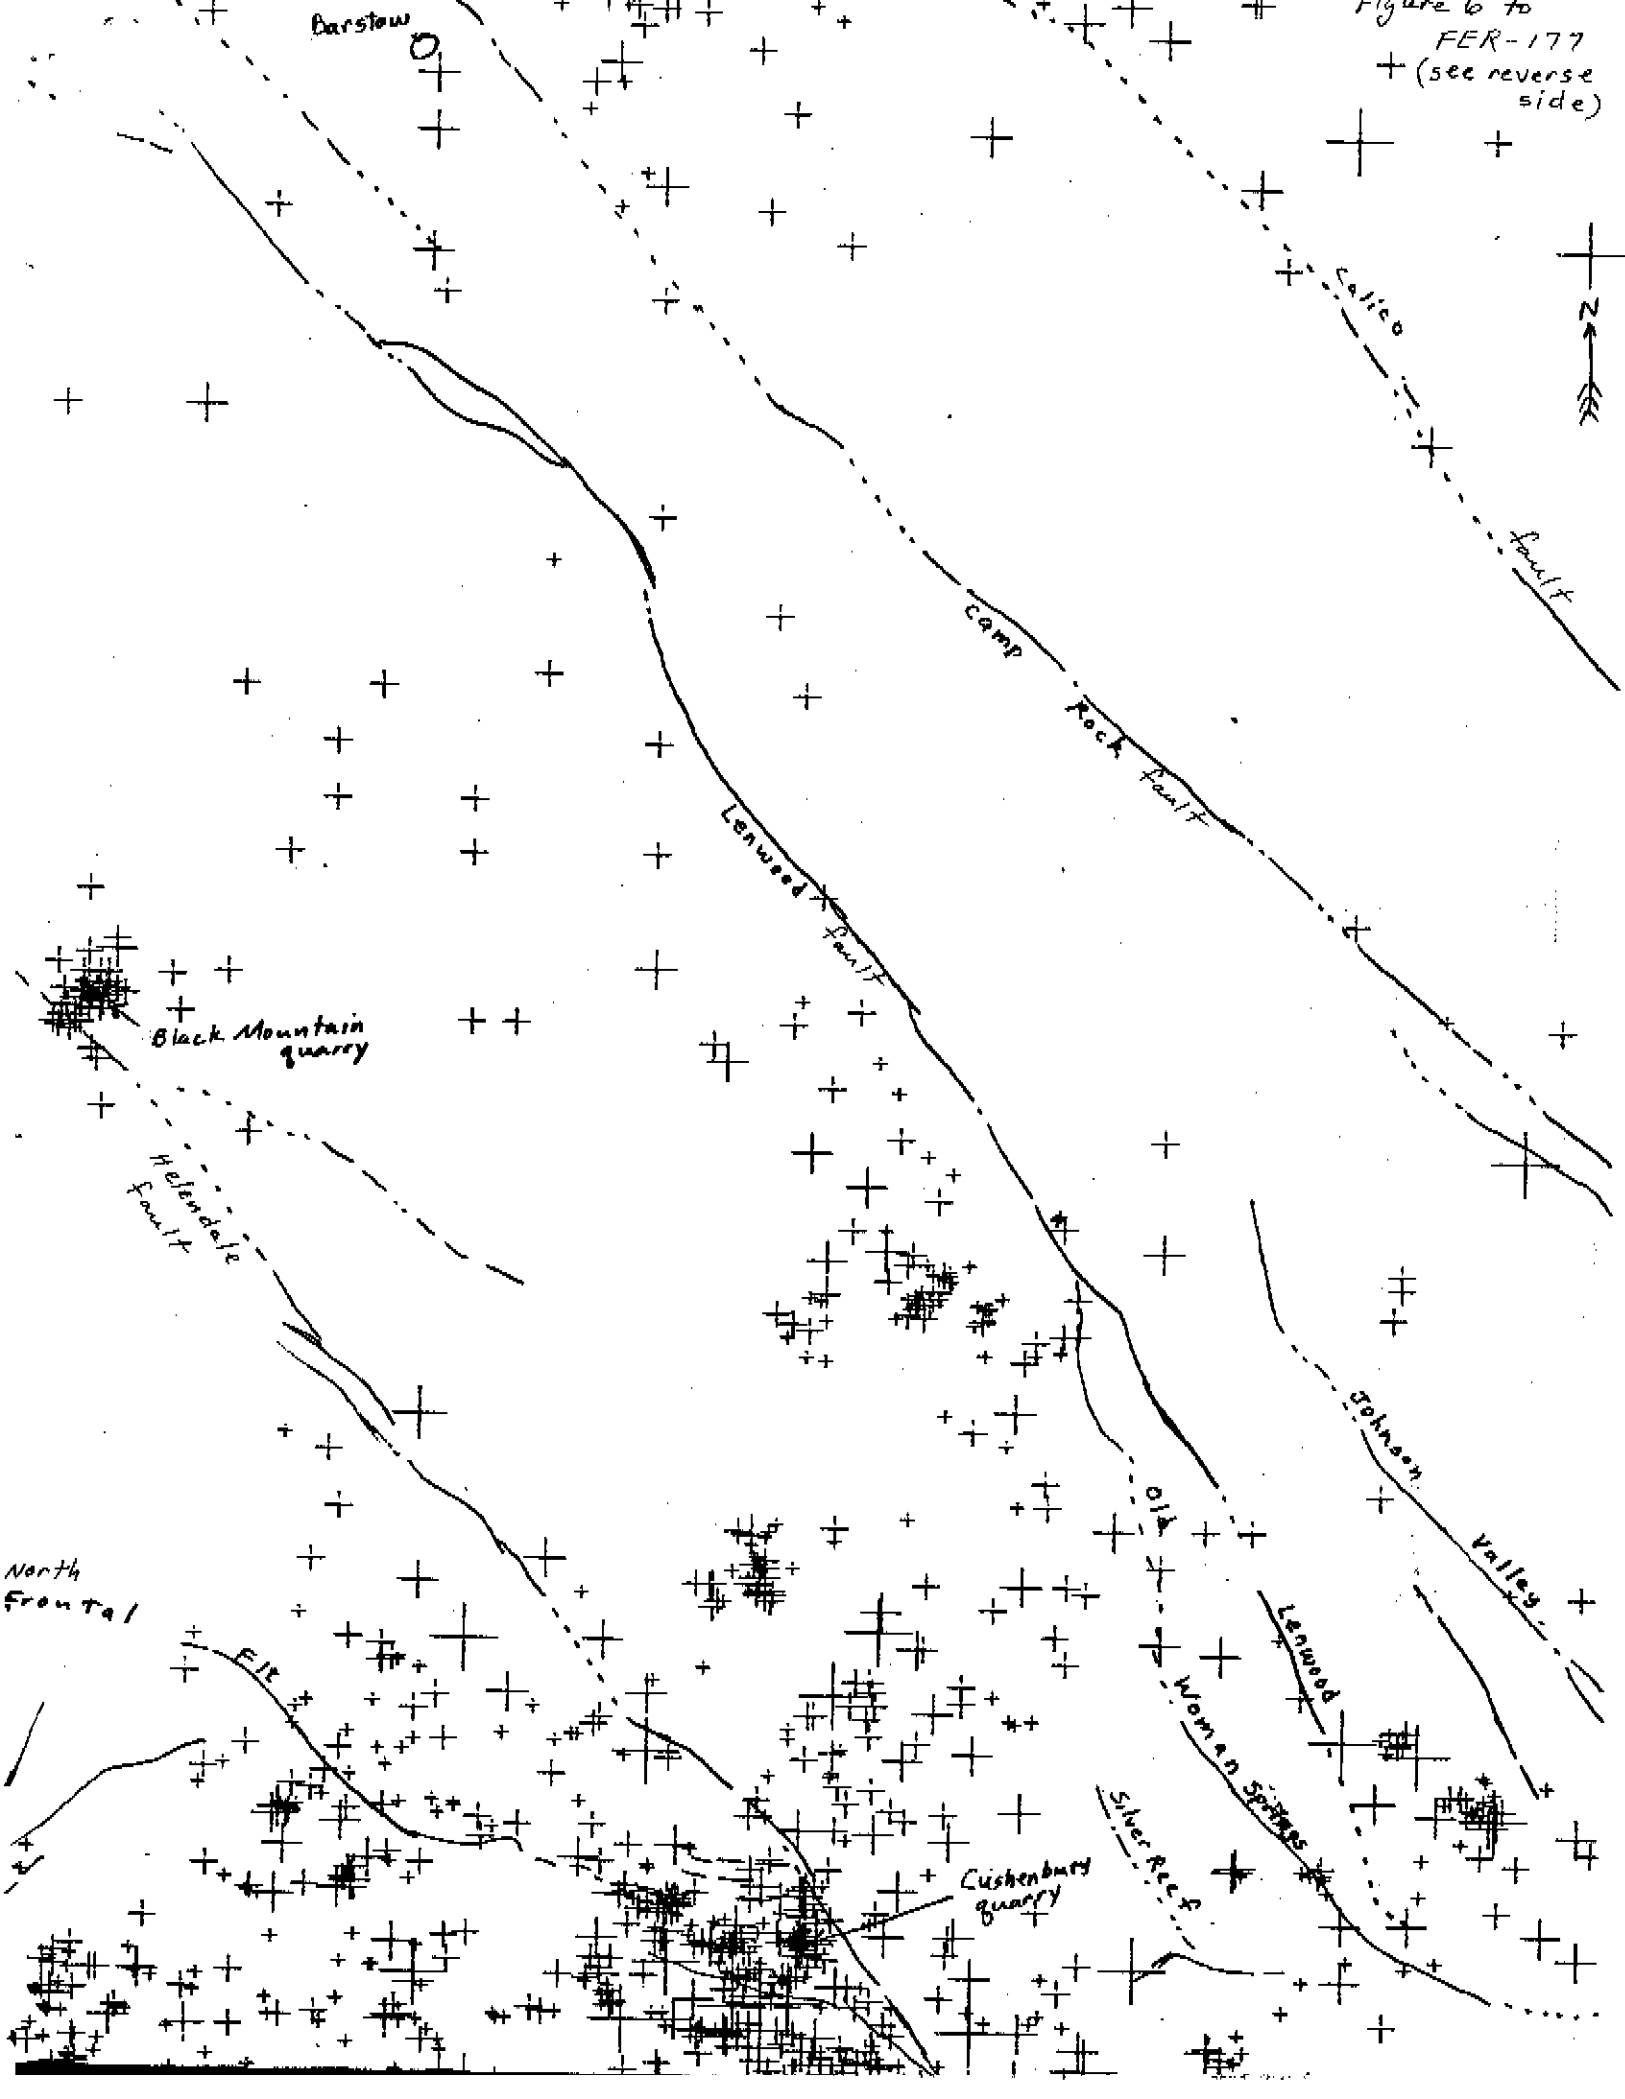 Barstow
Figure 6 to
FER-177
(see reverse
side)
N
Calico
fault
Camp
Rock fault
Lenwood
fault
Black Mountain
quarry
Helendale
fault
Johnson
Valley
Old
Woman Springs
Lenwood
North
Frontal
Flt
Silver Reef
Cushenbury
quarry